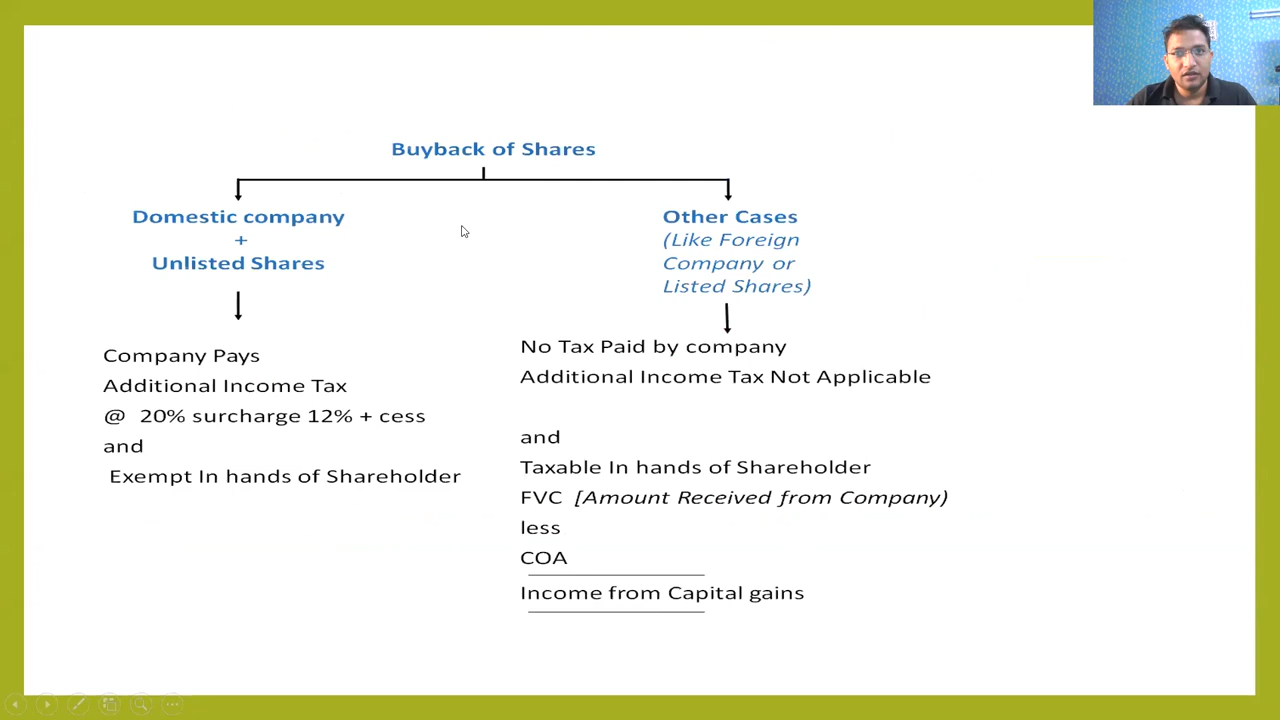 Buyback of Shares
Domestic company
+
Unlisted Shares
Other Cases
(Like Foreign
Company or
Listed Shares)
Company Pays
Additional Income Tax
@ 20% surcharge 12% + cess
and
Exempt In hands of Shareholder
No Tax Paid by company
Additional Income Tax Not Applicable
and
Taxable In hands of Shareholder
FVC [Amount Received from Company)
less
COA
Income from Capital gains